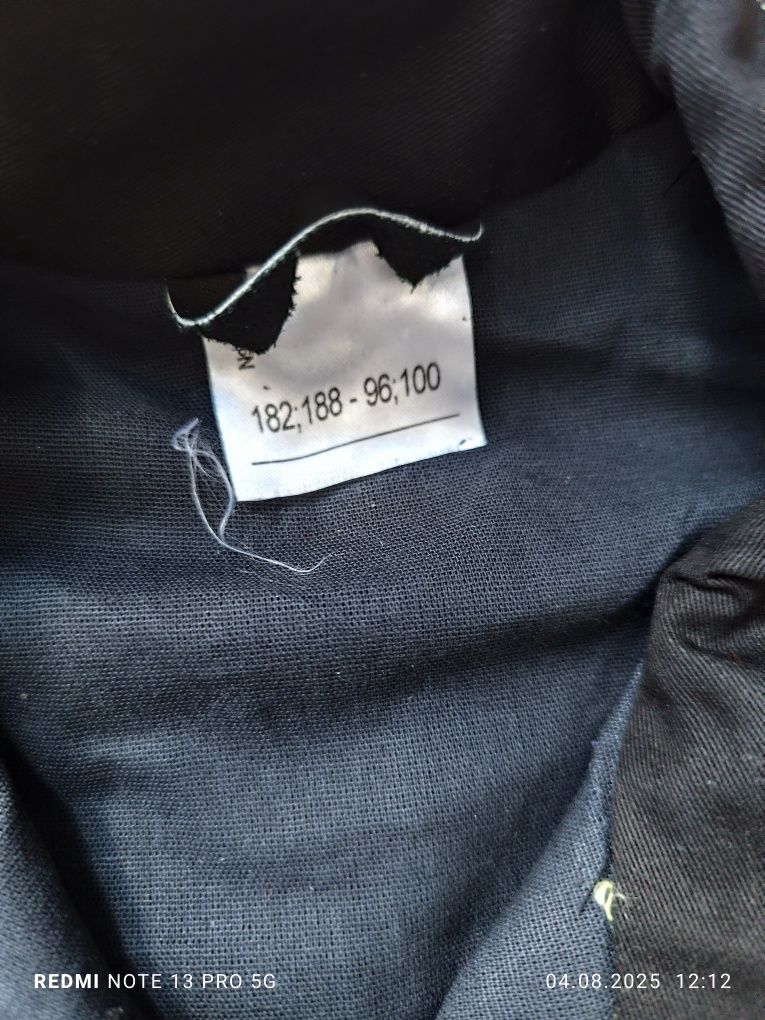 182;188 - 96;100
REDMI NOTE 13 PRO 5G
04.08.2025 12:12